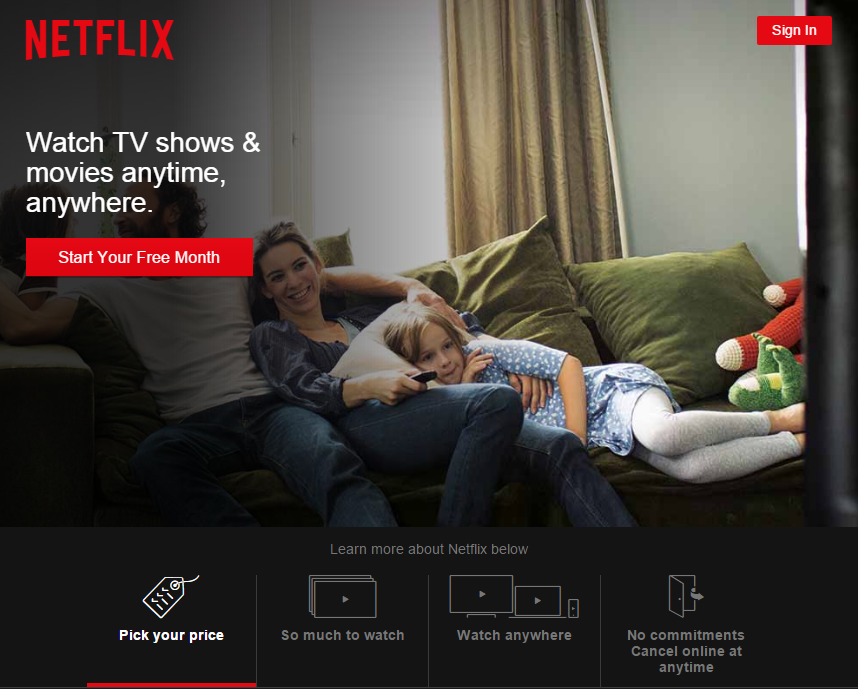 NETFLIX
Sign In
Watch TV shows &
movies anytime,
anywhere.
Start Your Free Month
Learn more about Netflix below
Pick your price
So much to watch
Watch anywhere
No commitments
Cancel online at
anytime